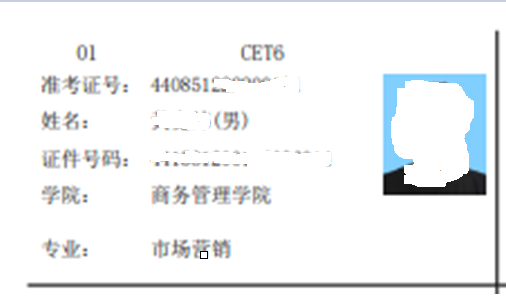 01 CET6
准考证号： 440851
姓名： (男)
证件号码：
学院： 商务管理学院
专业： 市场营销